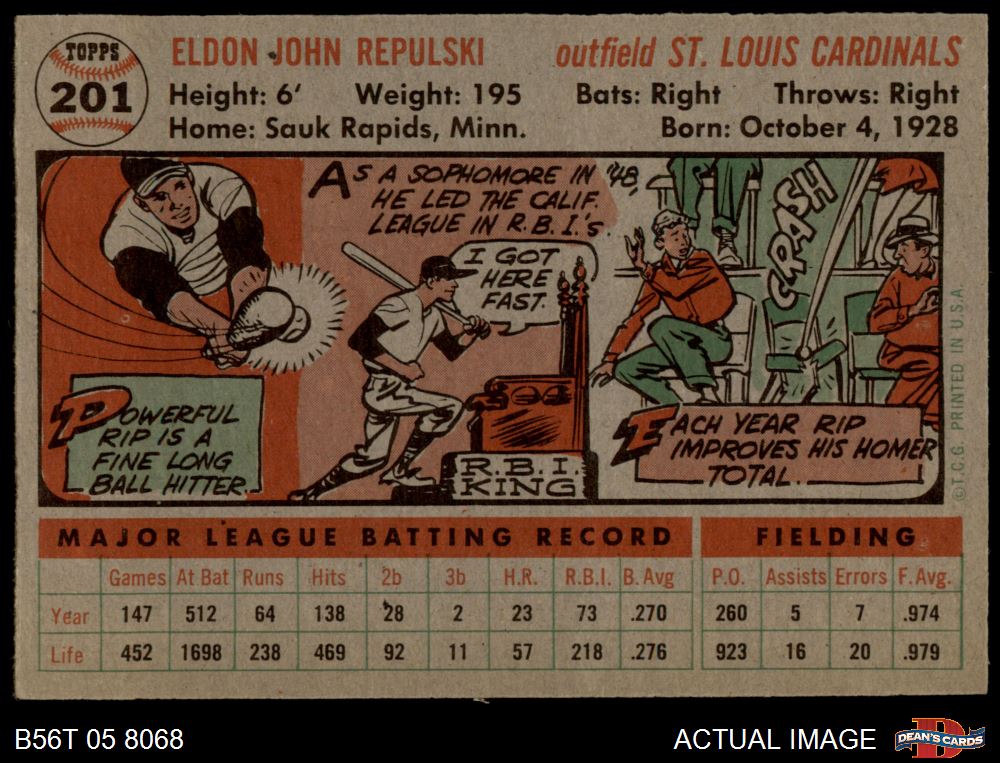 TOPPS
201
ELDON JOHN REPULSKI outfield ST. LOUIS CARDINALS
Height: 6' Weight: 195 Bats: Right Throws: Right
Home: Sauk Rapids, Minn. Born: October 4, 1928
AS A SOPHOMORE IN '48,
HE LED THE CALIF.
LEAGUE IN R.B.I.'s.
I GOT
HERE
FAST.
CRASH
POWERFUL
RIP IS A
FINE LONG
BALL HITTER.
R.B.I.
KING
EACH YEAR RIP
IMPROVES HIS HOMER
TOTAL.
©T.C.G. PRINTED IN U.S.A.
MAJOR LEAGUE BATTING RECORD FIELDING
Games At Bat Runs Hits 2b 3b H.R. R.B.I. B. Avg P.O. Assists Errors F. Avg.
Year 147 512 64 138 28 2 23 73 .270 260 5 7 .974
Life 452 1698 238 469 92 11 57 218 .276 923 16 20 .979
B56T 05 8068 ACTUAL IMAGE
DEAN'S CARDS